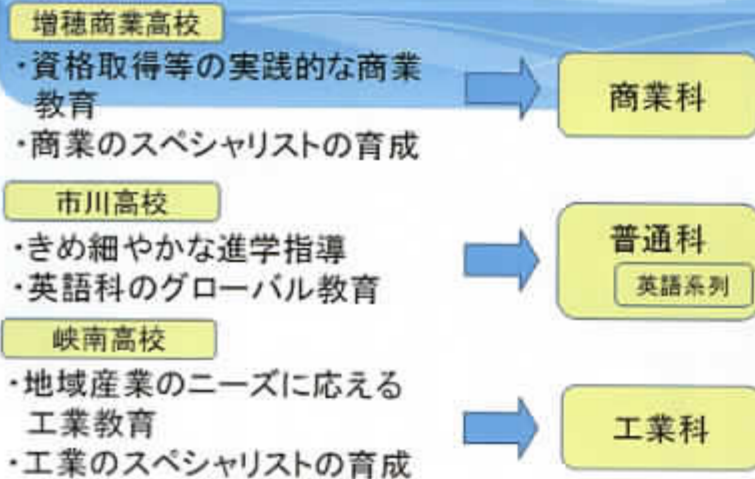 増穂商業高校
・資格取得等の実践的な商業
教育
・商業のスペシャリストの育成
商業科
市川高校
・きめ細やかな進学指導
・英語科のグローバル教育
普通科
英語系列
峡南高校
・地域産業のニーズに応える
工業教育
・工業のスペシャリストの育成
工業科